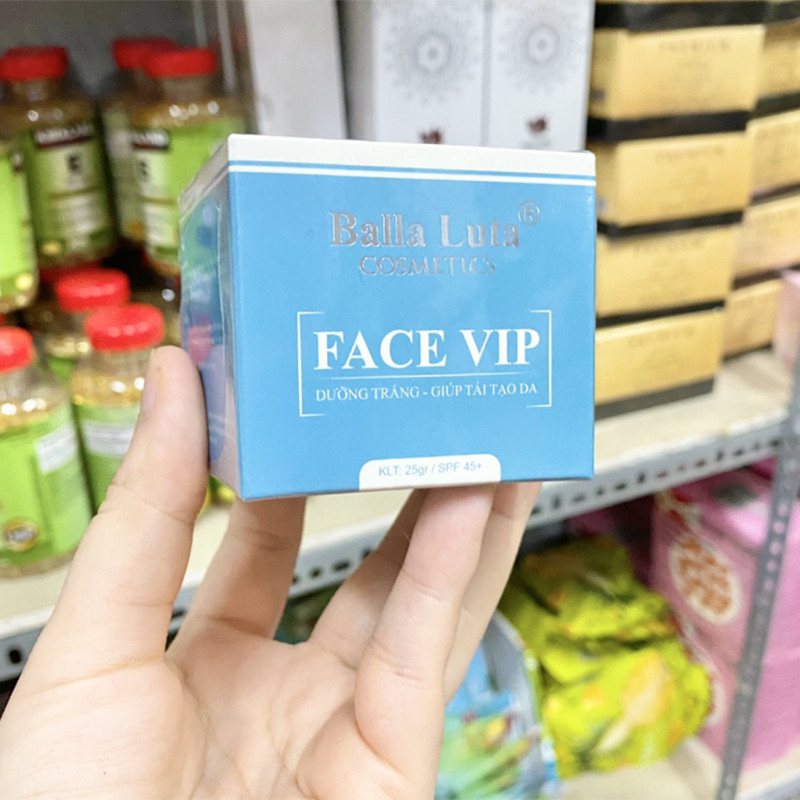 Balla Luta®
COSMETICS
FACE VIP
DƯỠNG TRẮNG - GIÚP TÁI TẠO DA
KLT: 25gr / SPF 45+